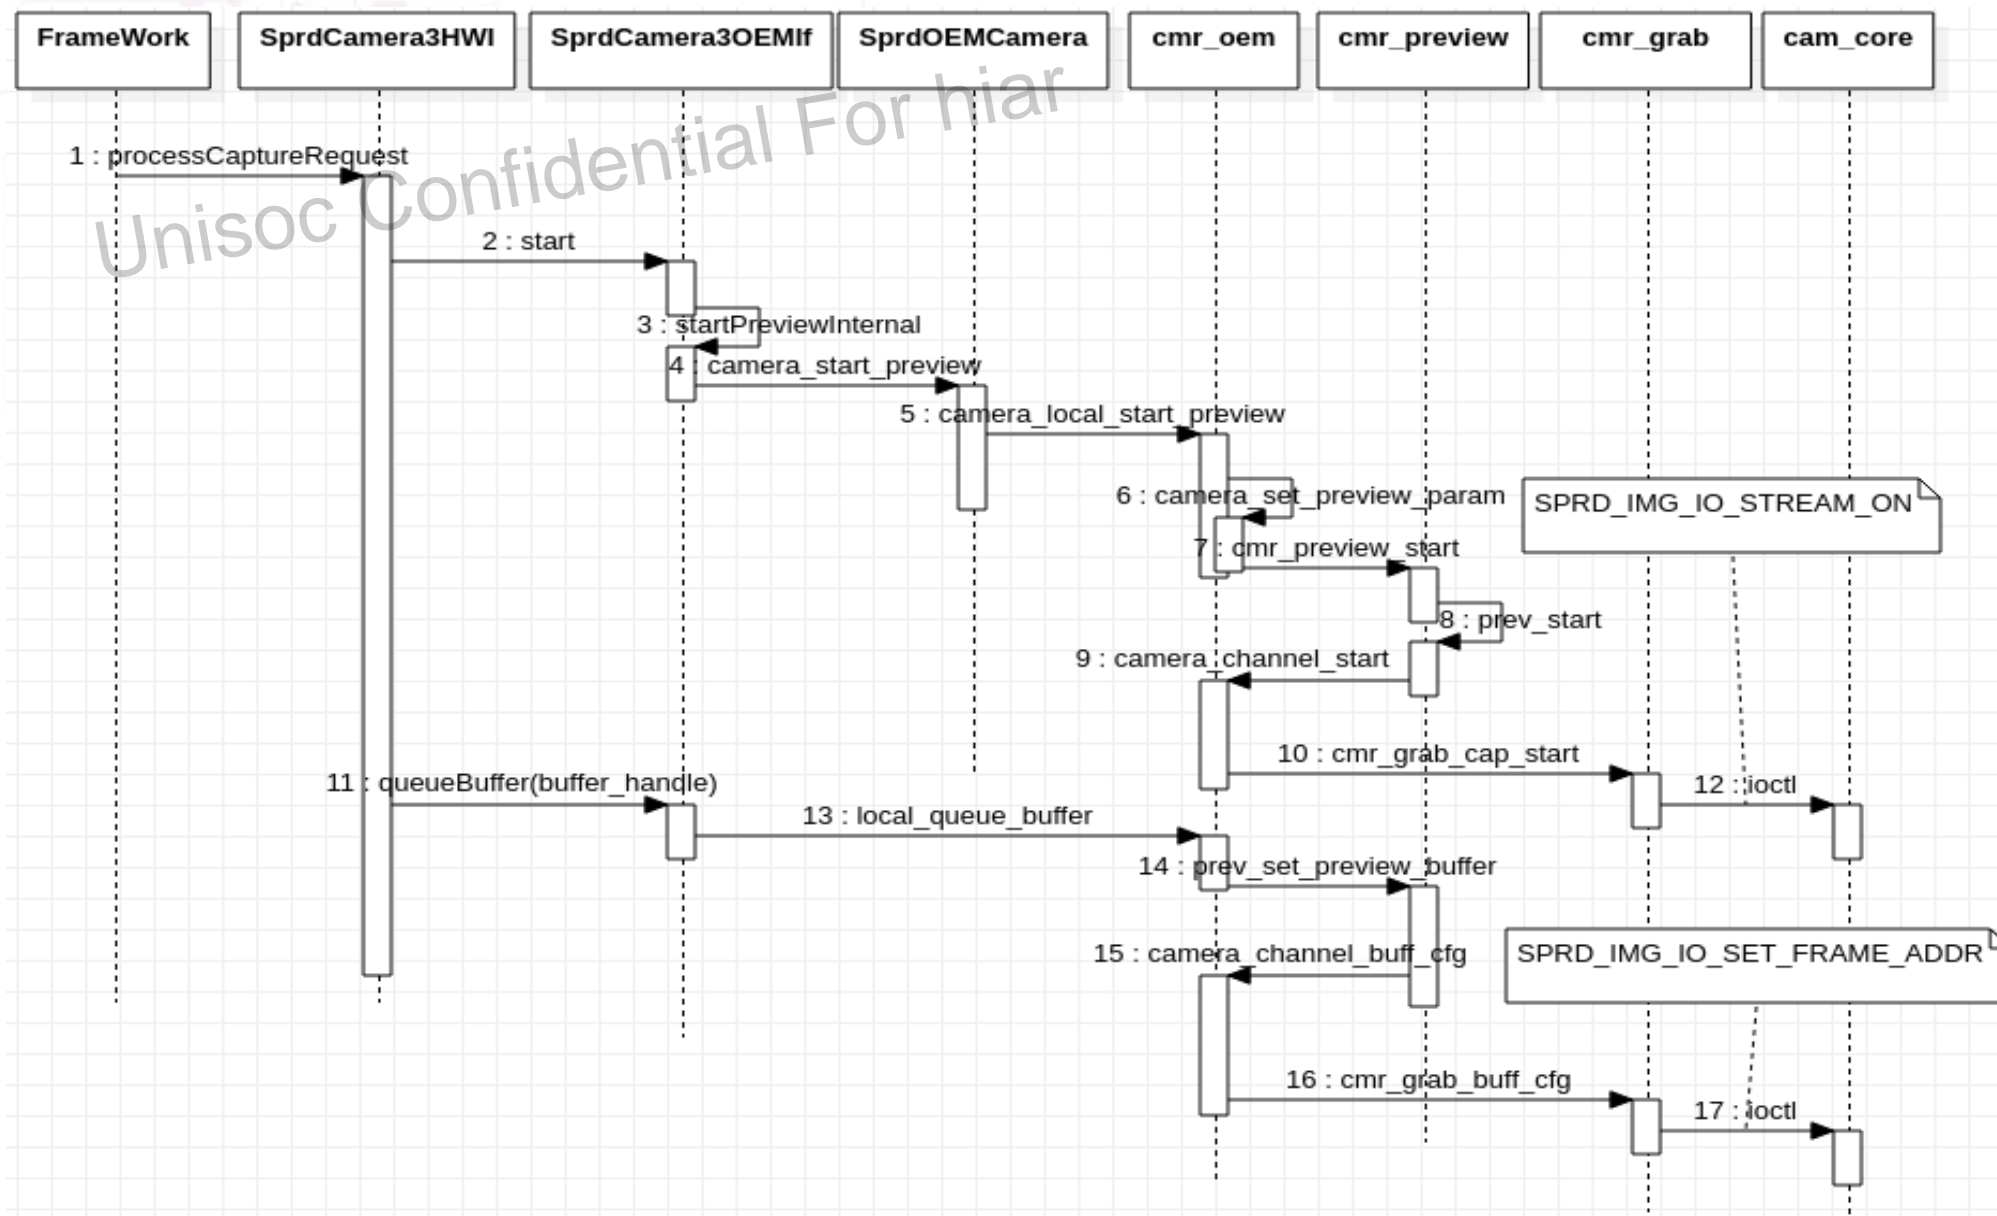 FrameWork
SprdCamera3HWI
SprdCamera3OEMIf
SprdOEMCamera
cmr_oem
cmr_preview
cmr_grab
cam_core
Unisoc Confidential For hiar
1 : processCaptureRequest
2 : start
3 : startPreviewInternal
4 : camera_start_preview
5 : camera_local_start_preview
6 : camera_set_preview_param
SPRD_IMG_IO_STREAM_ON
7 : cmr_preview_start
8 : prev_start
9 : camera_channel_start
10 : cmr_grab_cap_start
11 : queueBuffer(buffer_handle)
12 : ioctl
13 : local_queue_buffer
14 : prev_set_preview_buffer
15 : camera_channel_buff_cfg
SPRD_IMG_IO_SET_FRAME_ADDR
16 : cmr_grab_buff_cfg
17 : ioctl